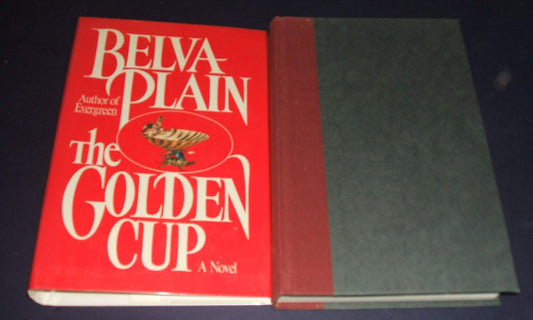 BELVA
PLAIN
Author of
Evergreen
the
GOLDEN
CUP
A Novel